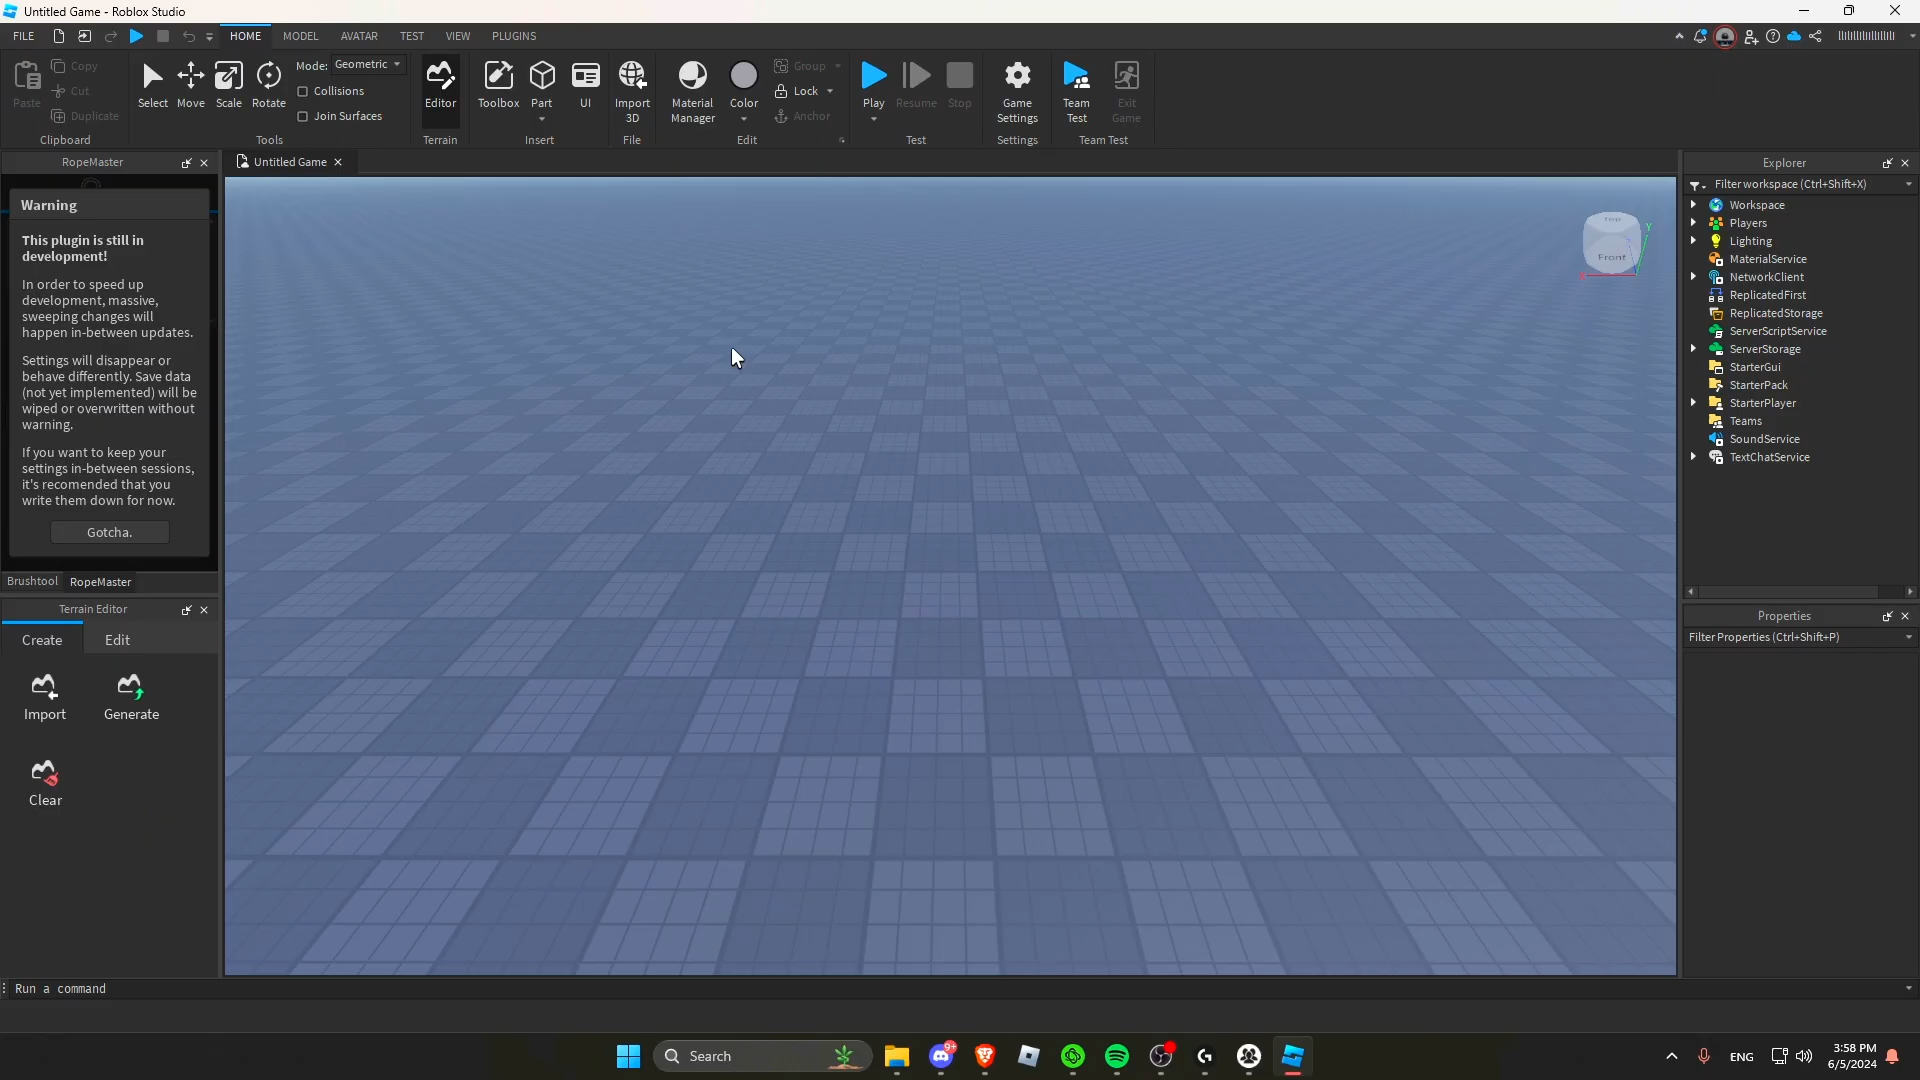 Untitled Game - Roblox Studio
FILE HOME MODEL AVATAR TEST VIEW PLUGINS
Paste
Copy
Cut
Duplicate
Clipboard
Select Move Scale Rotate
Mode: Geometric
Collisions
Join Surfaces
Tools
Editor
Terrain
Toolbox Part UI
Insert
Import
3D
File
Material
Manager
Color
Group
Lock
Anchor
Edit
Play Resume Stop
Test
Game
Settings
Settings
Team
Test
Exit
Game
Team Test
RopeMaster
Untitled Game
Warning
This plugin is still in
development!
In order to speed up
development, massive,
sweeping changes will
happen in-between updates.
Settings will disappear or
behave differently. Save data
(not yet implemented) will be
wiped or overwritten without
warning.
If you want to keep your
settings in-between sessions,
it's recomended that you
write them down for now.
Gotcha.
Brushtool RopeMaster
Terrain Editor
Create Edit
Import Generate
Clear
Top
Front
Y
Explorer
Filter workspace (Ctrl+Shift+X)
Workspace
Players
Lighting
MaterialService
NetworkClient
ReplicatedFirst
ReplicatedStorage
ServerScriptService
ServerStorage
StarterGui
StarterPack
StarterPlayer
Teams
SoundService
TextChatService
Properties
Filter Properties (Ctrl+Shift+P)
Run a command
Search
9+
ENG
3:58 PM
6/5/2024